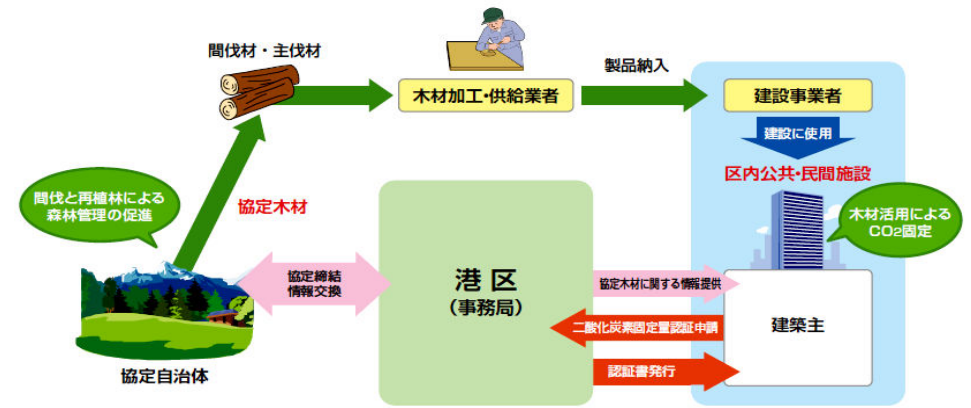 間伐材・主伐材
製品納入
木材加工・供給業者
建設事業者
建設に使用
区内公共・民間施設
間伐と再植林による
森林管理の促進
協定木材
木材活用による
CO2固定
協定締結
情報交換
港区
（事務局）
協定木材に関する情報提供
二酸化炭素固定量認証申請
建築主
認証書発行
協定自治体